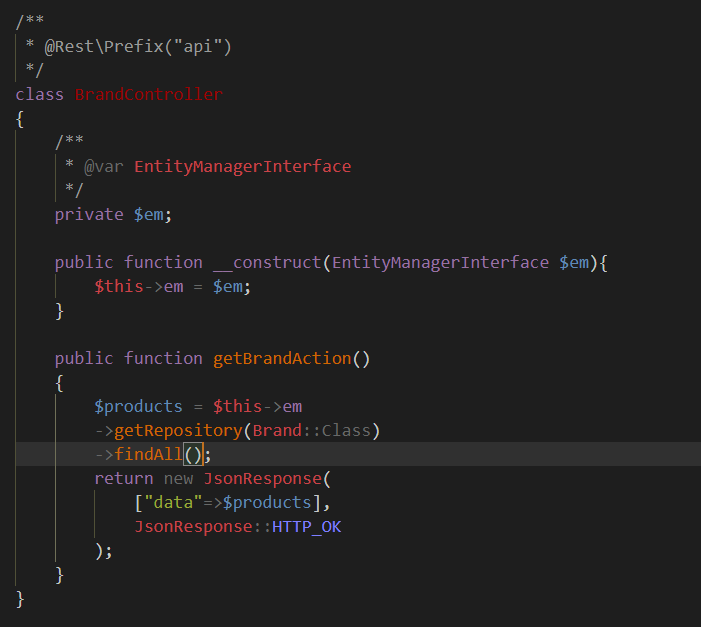 /**
 * @Rest\Prefix("api")
 */
class BrandController
{
    /**
     * @var EntityManagerInterface
     */
    private $em;

    public function __construct(EntityManagerInterface $em){
        $this->em = $em;
    }

    public function getBrandAction()
    {
        $products = $this->em
        ->getRepository(Brand::Class)
        ->findAll();
        return new JsonResponse(
            ["data"=>$products],
            JsonResponse::HTTP_OK
        );
    }
}